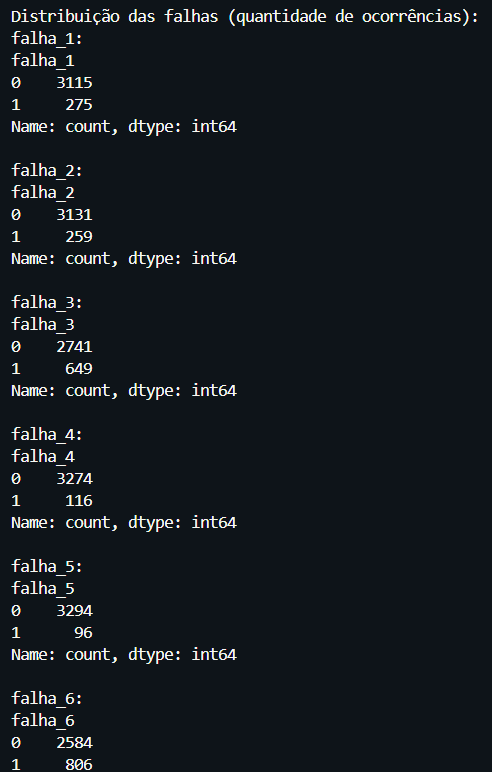 Distribuição das falhas (quantidade de ocorrências):
falha_1:
falha_1
0    3115
1     275
Name: count, dtype: int64

falha_2:
falha_2
0    3131
1     259
Name: count, dtype: int64

falha_3:
falha_3
0    2741
1     649
Name: count, dtype: int64

falha_4:
falha_4
0    3274
1     116
Name: count, dtype: int64

falha_5:
falha_5
0    3294
1      96
Name: count, dtype: int64

falha_6:
falha_6
0    2584
1     806